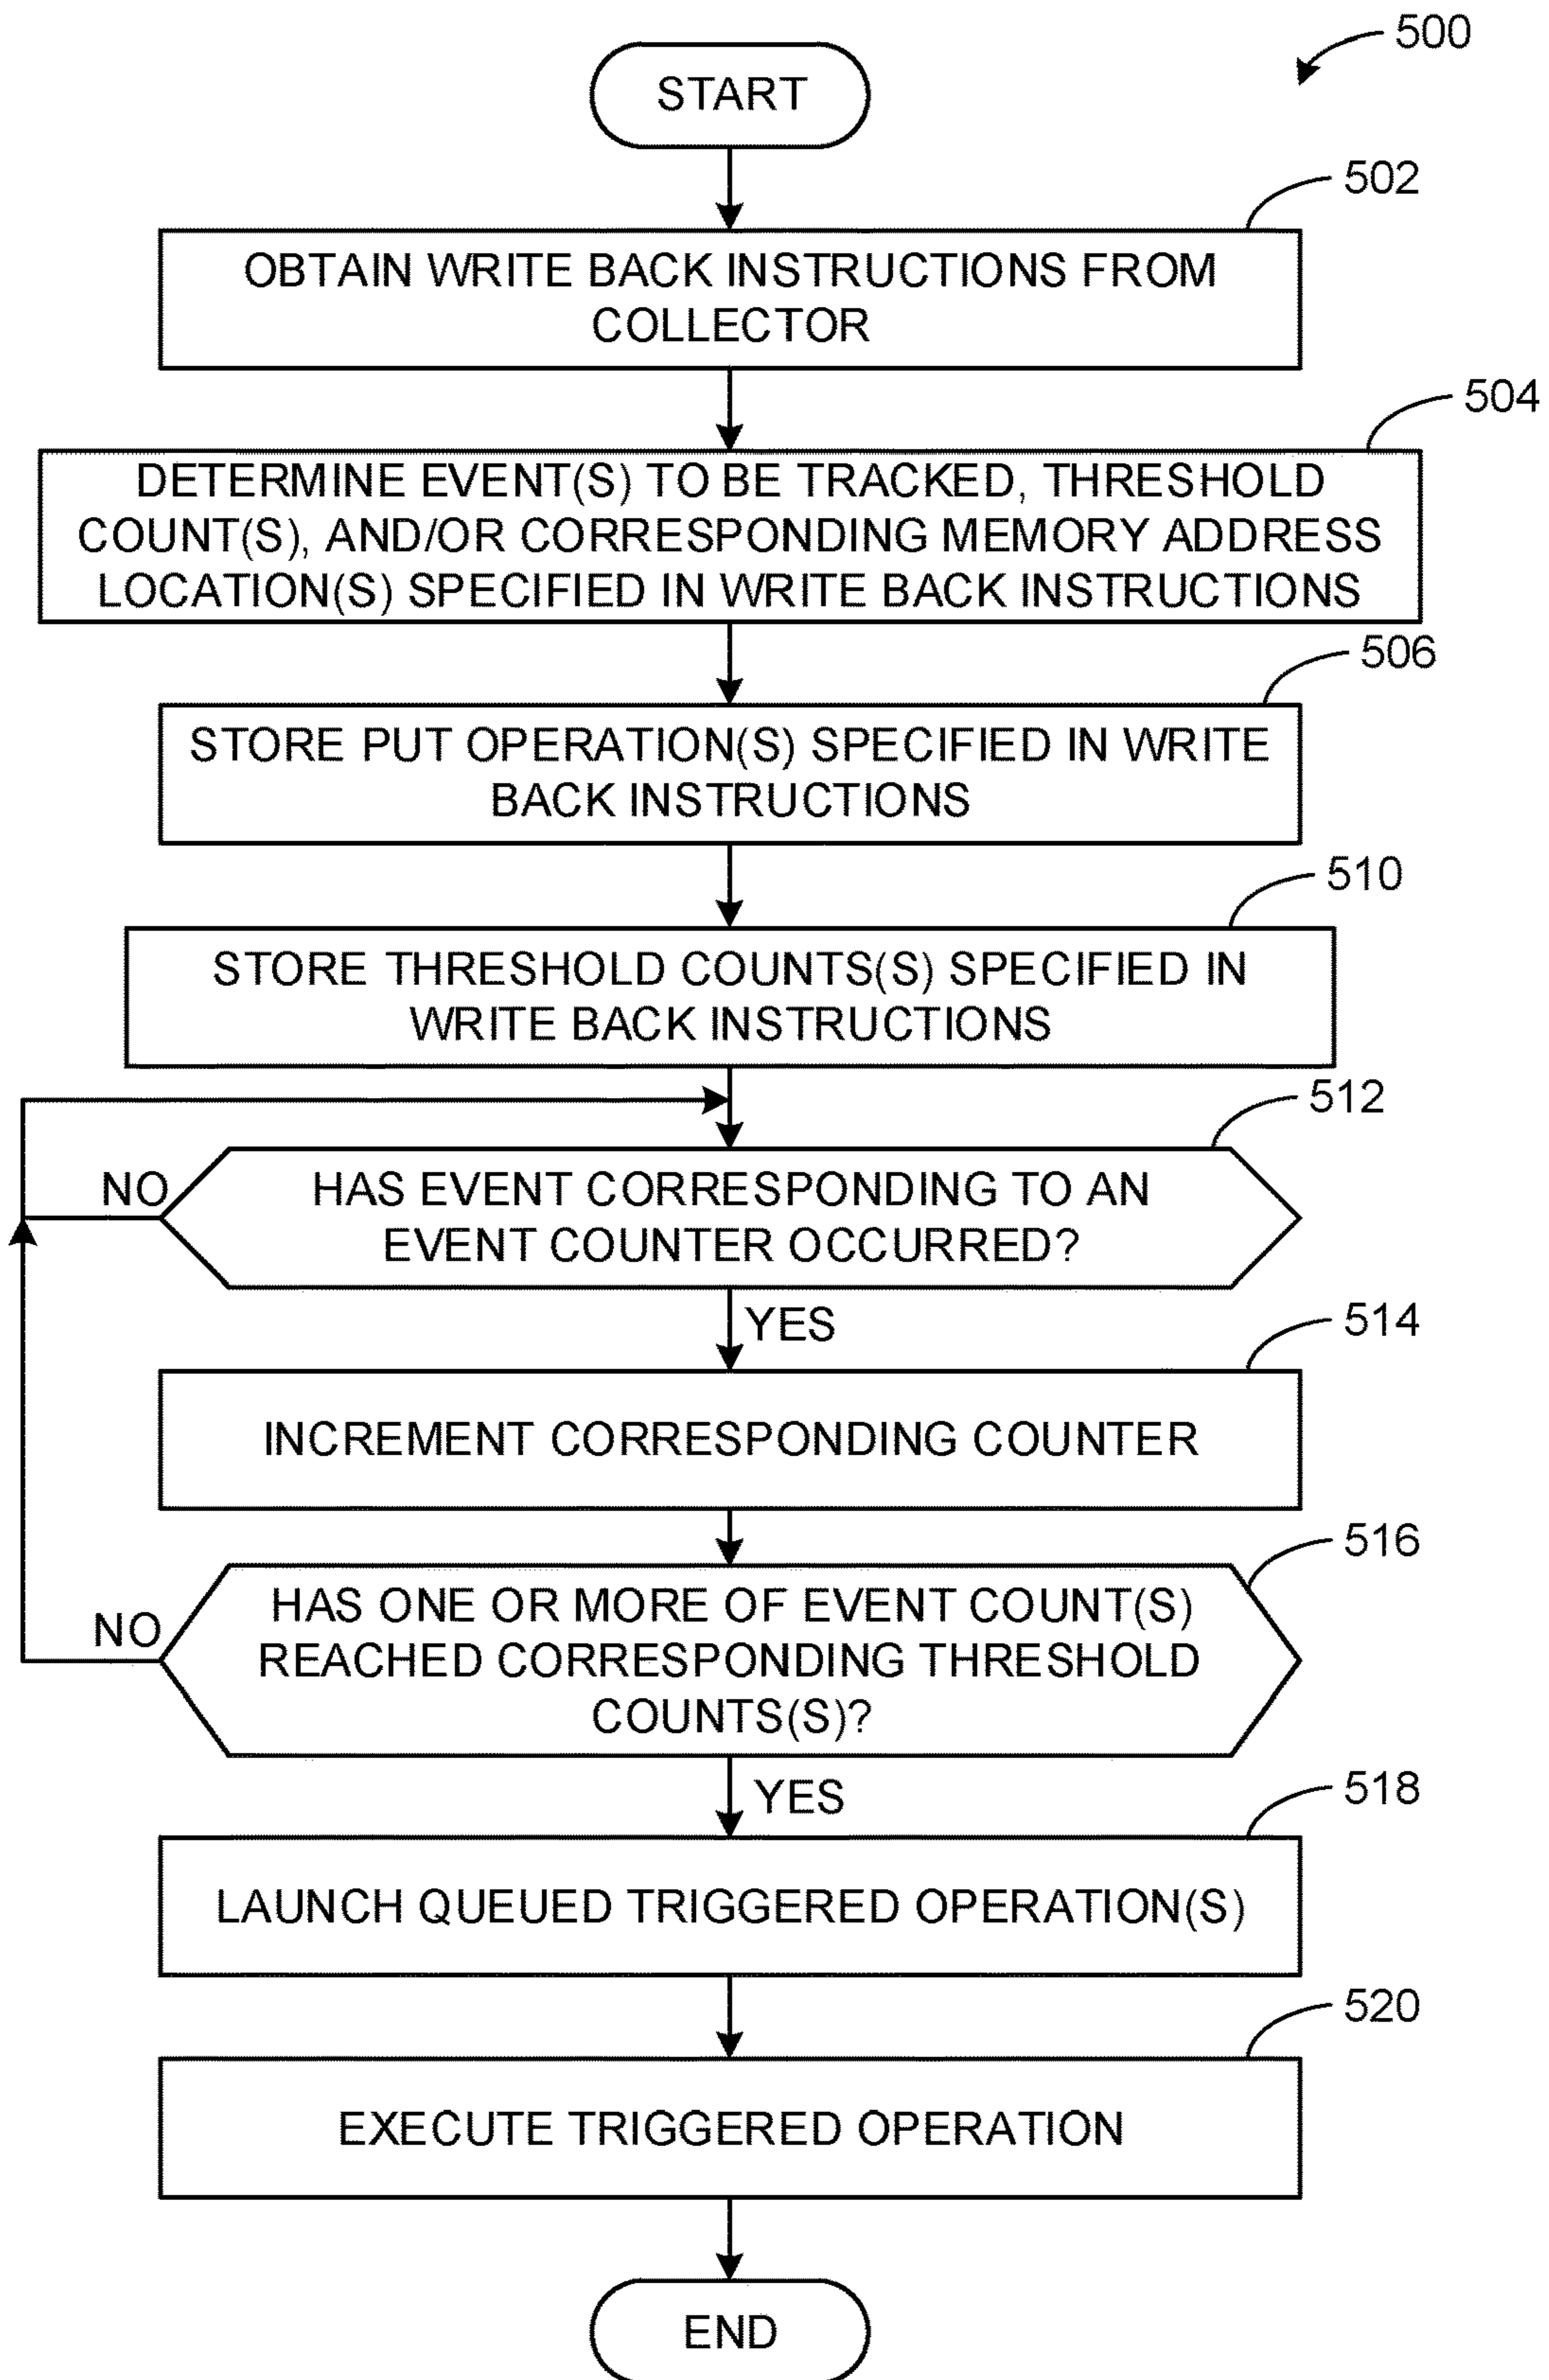 500
START
502
OBTAIN WRITE BACK INSTRUCTIONS FROM
COLLECTOR
504
DETERMINE EVENT(S) TO BE TRACKED, THRESHOLD
COUNT(S), AND/OR CORRESPONDING MEMORY ADDRESS
LOCATION(S) SPECIFIED IN WRITE BACK INSTRUCTIONS
506
STORE PUT OPERATION(S) SPECIFIED IN WRITE
BACK INSTRUCTIONS
510
STORE THRESHOLD COUNTS(S) SPECIFIED IN
WRITE BACK INSTRUCTIONS
512
NO
HAS EVENT CORRESPONDING TO AN
EVENT COUNTER OCCURRED?
YES
514
INCREMENT CORRESPONDING COUNTER
516
NO
HAS ONE OR MORE OF EVENT COUNT(S)
REACHED CORRESPONDING THRESHOLD
COUNTS(S)?
YES
518
LAUNCH QUEUED TRIGGERED OPERATION(S)
520
EXECUTE TRIGGERED OPERATION
END